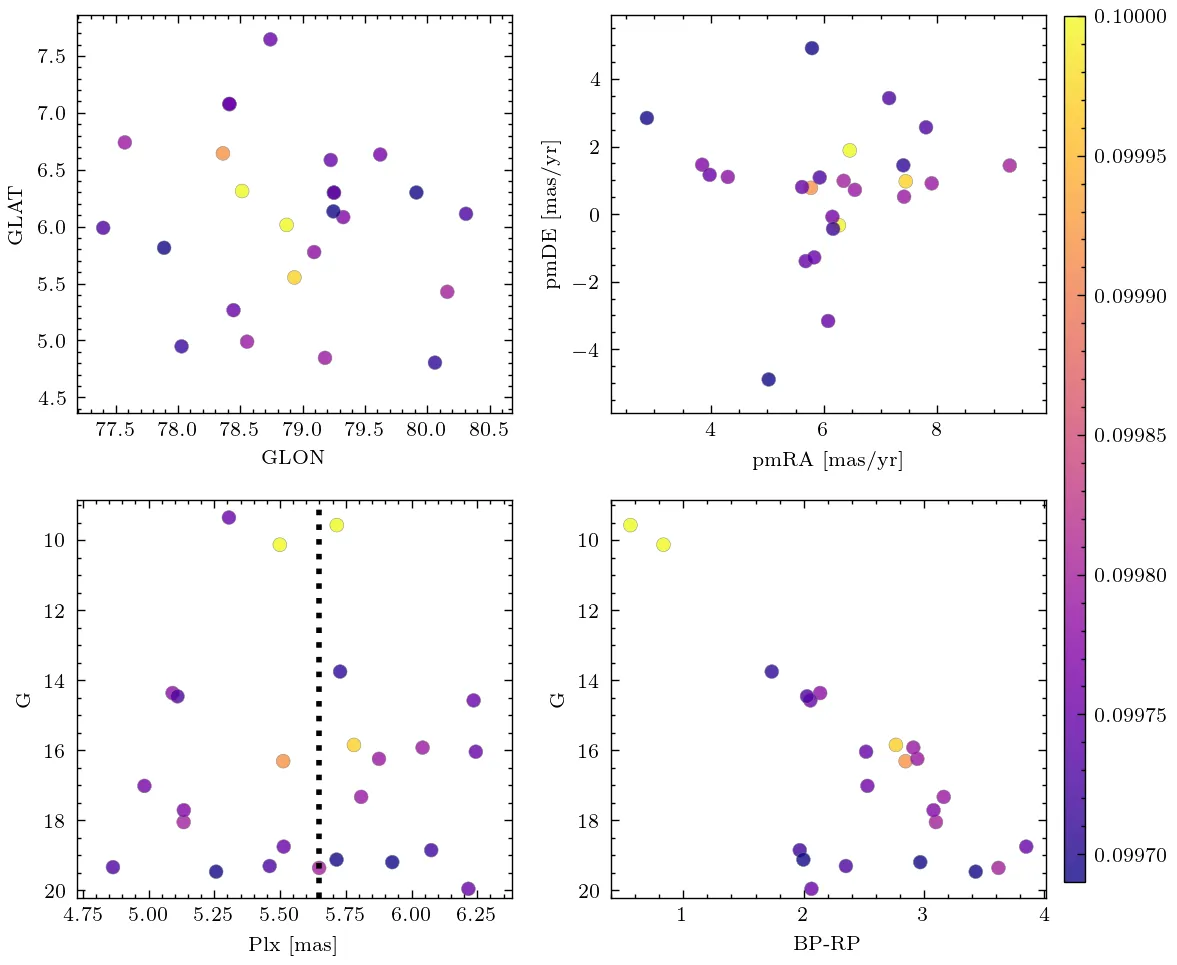 7.5
7.0
6.5
6.0
5.5
5.0
4.5
GLAT
77.5 78.0 78.5 79.0 79.5 80.0 80.5
GLON
4
2
0
−2
−4
pmDE [mas/yr]
4 6 8
pmRA [mas/yr]
10
12
14
16
18
20
G
4.75 5.00 5.25 5.50 5.75 6.00 6.25
Plx [mas]
10
12
14
16
18
20
G
1 2 3 4
BP-RP
0.10000
0.09995
0.09990
0.09985
0.09980
0.09975
0.09970